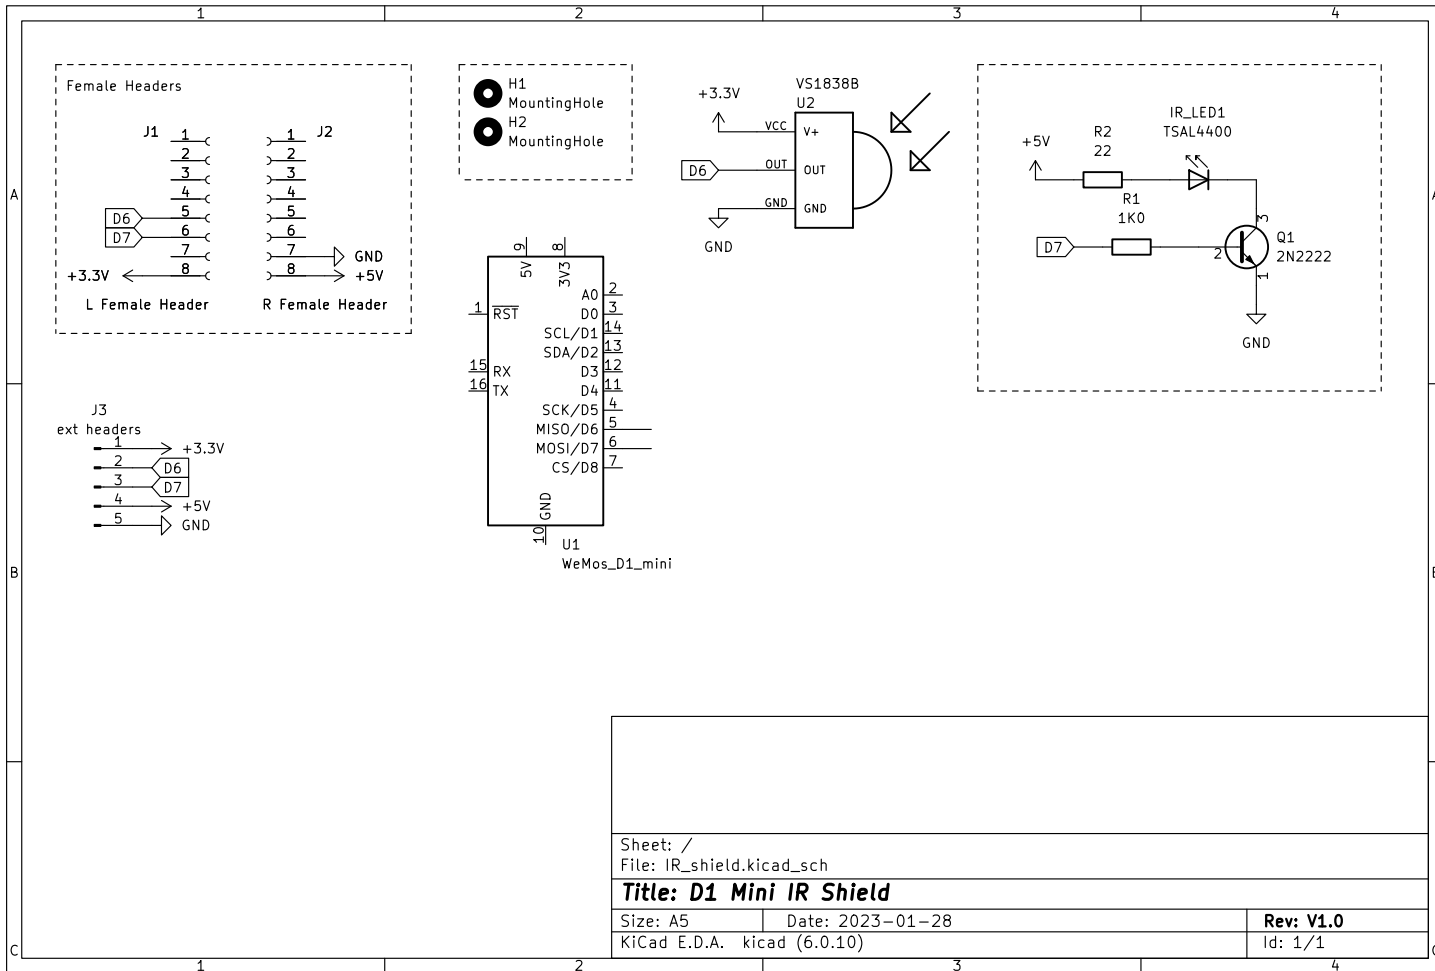 1 2 3 4
A
B
C
Female Headers
J1
1
2
3
4
5
6
7
8
D6
D7
+3.3V
L Female Header
J2
1
2
3
4
5
6
7
8
GND
+5V
R Female Header
H1
MountingHole
H2
MountingHole
VS1838B
U2
+3.3V
VCC V+
D6 OUT OUT
GND GND
GND
IR_LED1
TSAL4400
R2
22
+5V
R1
1K0
D7
3
2
1
Q1
2N2222
GND
9 8
5V 3V3
A0 2
1 RST
D0 3
SCL/D1 14
SDA/D2 13
15 RX
D3 12
16 TX
D4 11
SCK/D5 4
MISO/D6 5
MOSI/D7 6
CS/D8 7
GND
10
U1
WeMos_D1_mini
J3
ext headers
1 +3.3V
2 D6
3 D7
4 +5V
5 GND
Sheet: /
File: IR_shield.kicad_sch
Title: D1 Mini IR Shield
Size: A5 Date: 2023-01-28 Rev: V1.0
KiCad E.D.A. kicad (6.0.10) Id: 1/1
A
C
1 2 3 4